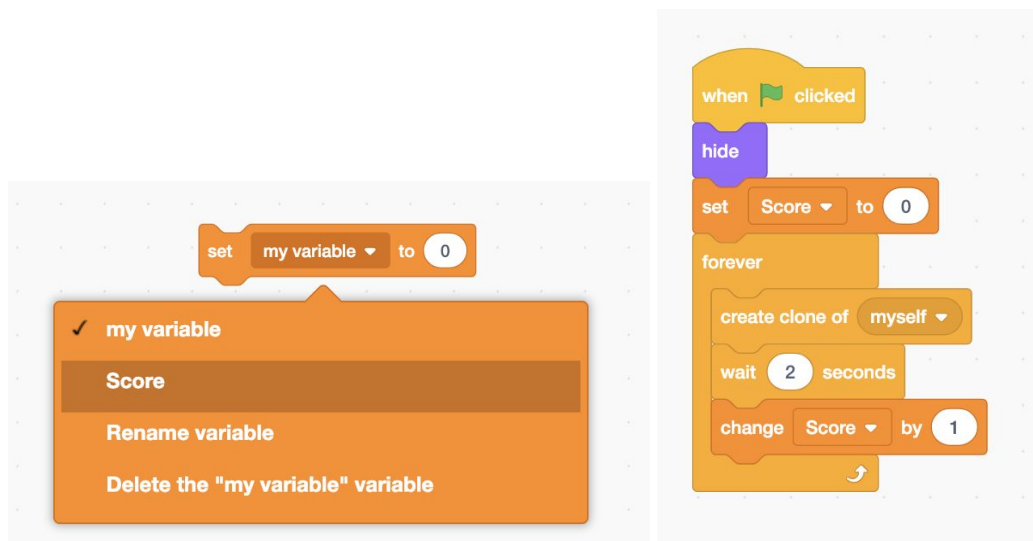 set my variable to 0
my variable
Score
Rename variable
Delete the "my variable" variable
when clicked
hide
set Score to 0
forever
create clone of myself
wait 2 seconds
change Score by 1